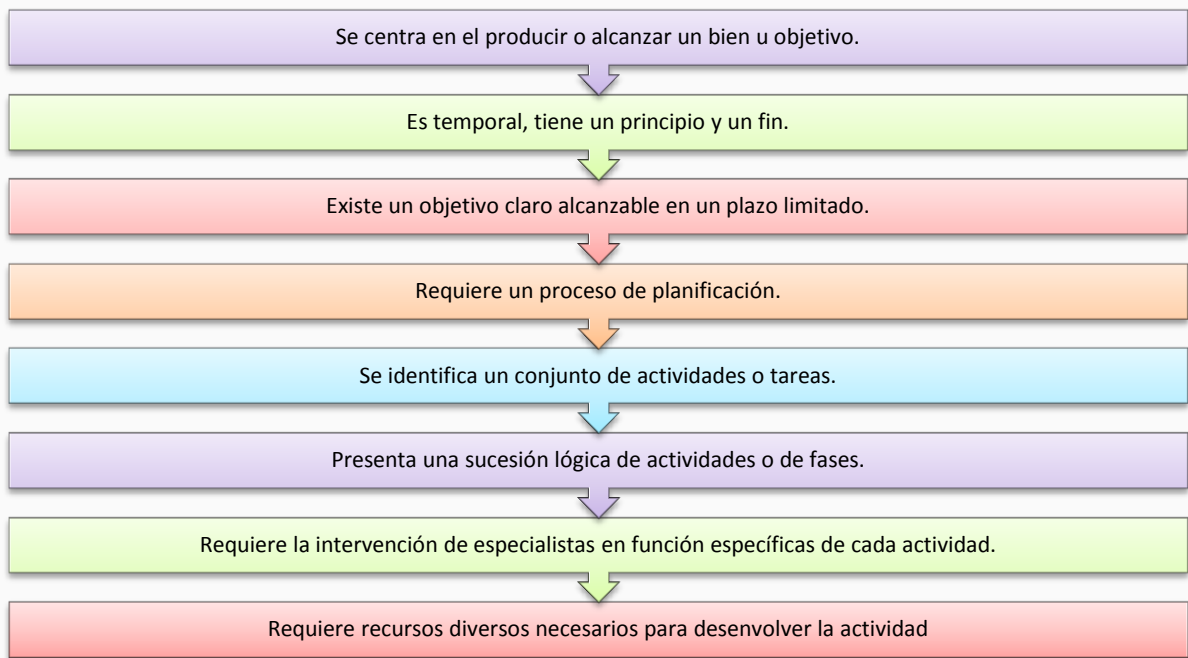 Se centra en el producir o alcanzar un bien u objetivo.
Es temporal, tiene un principio y un fin.
Existe un objetivo claro alcanzable en un plazo limitado.
Requiere un proceso de planificación.
Se identifica un conjunto de actividades o tareas.
Presenta una sucesión lógica de actividades o de fases.
Requiere la intervención de especialistas en función específicas de cada actividad.
Requiere recursos diversos necesarios para desenvolver la actividad